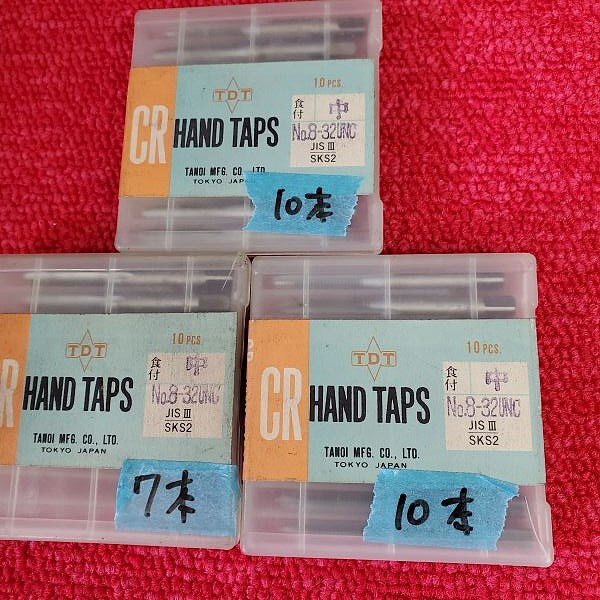 CR
TDT
HAND TAPS
10 PCS.
食付 中
No.8-32UNC
JIS III
SKS2
TANOI MFG. CO., LTD.
TOKYO JAPAN
10本
CR
TDT
HAND TAPS
10 PCS.
食付 中
No.8-32UNC
JIS III
SKS2
TANOI MFG. CO., LTD.
TOKYO JAPAN
7本
CR
TDT
HAND TAPS
10 PCS.
食付 中
No.8-32UNC
JIS III
SKS2
TANOI MFG. CO., LTD.
TOKYO JAPAN
10本